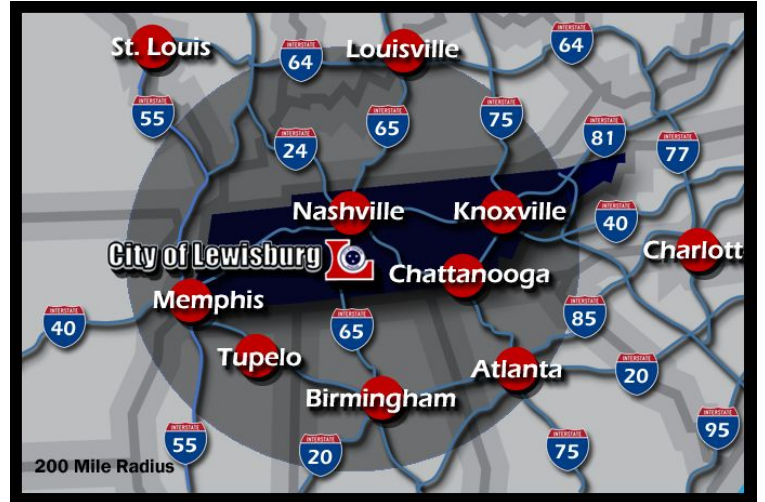 St. Louis
Louisville
INTERSTATE
64
INTERSTATE
64
INTERSTATE
55
INTERSTATE
65
INTERSTATE
75
INTERSTATE
81
INTERSTATE
24
INTERSTATE
77
Nashville
Knoxville
INTERSTATE
40
City of Lewisburg
L
Charlott
Chattanooga
Memphis
INTERSTATE
40
INTERSTATE
65
INTERSTATE
85
Tupelo
Atlanta
INTERSTATE
20
Birmingham
INTERSTATE
95
INTERSTATE
55
INTERSTATE
20
INTERSTATE
75
200 Mile Radius